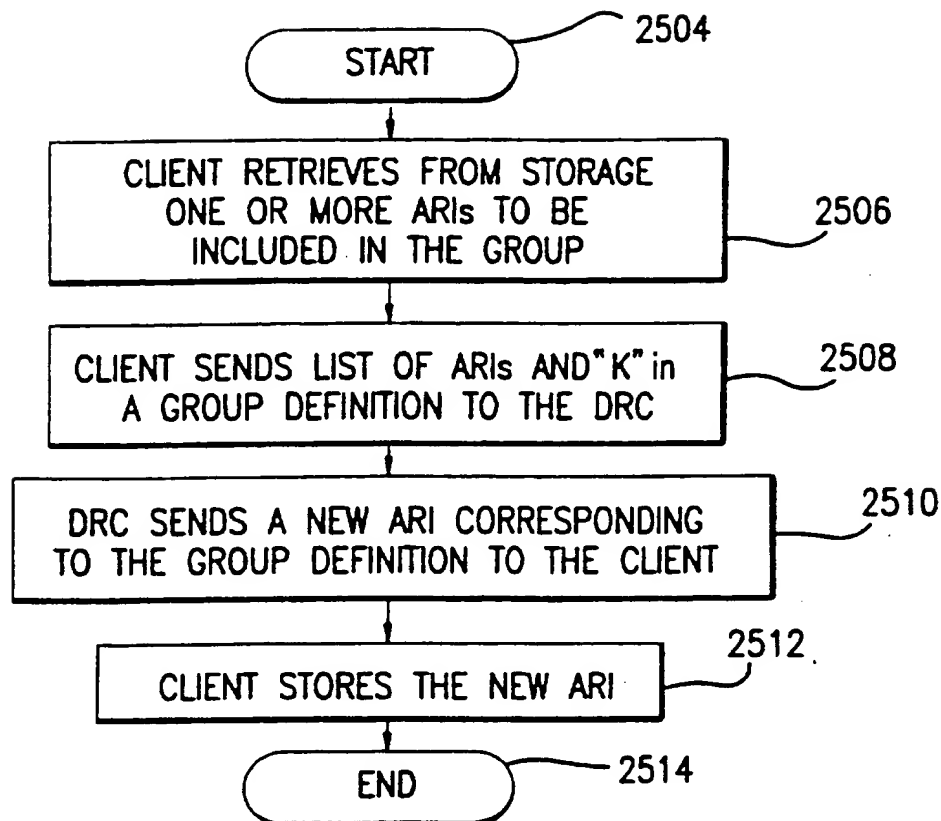 START
2504
CLIENT RETRIEVES FROM STORAGE
ONE OR MORE ARIs TO BE
INCLUDED IN THE GROUP
2506
CLIENT SENDS LIST OF ARIs AND "K" in
A GROUP DEFINITION TO THE DRC
2508
DRC SENDS A NEW ARI CORRESPONDING
TO THE GROUP DEFINITION TO THE CLIENT
2510
CLIENT STORES THE NEW ARI
2512
END
2514